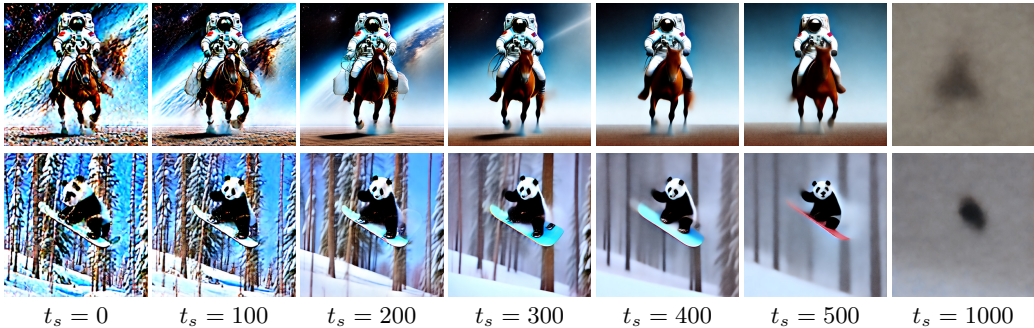 t_s = 0 t_s = 100 t_s = 200 t_s = 300 t_s = 400 t_s = 500 t_s = 1000